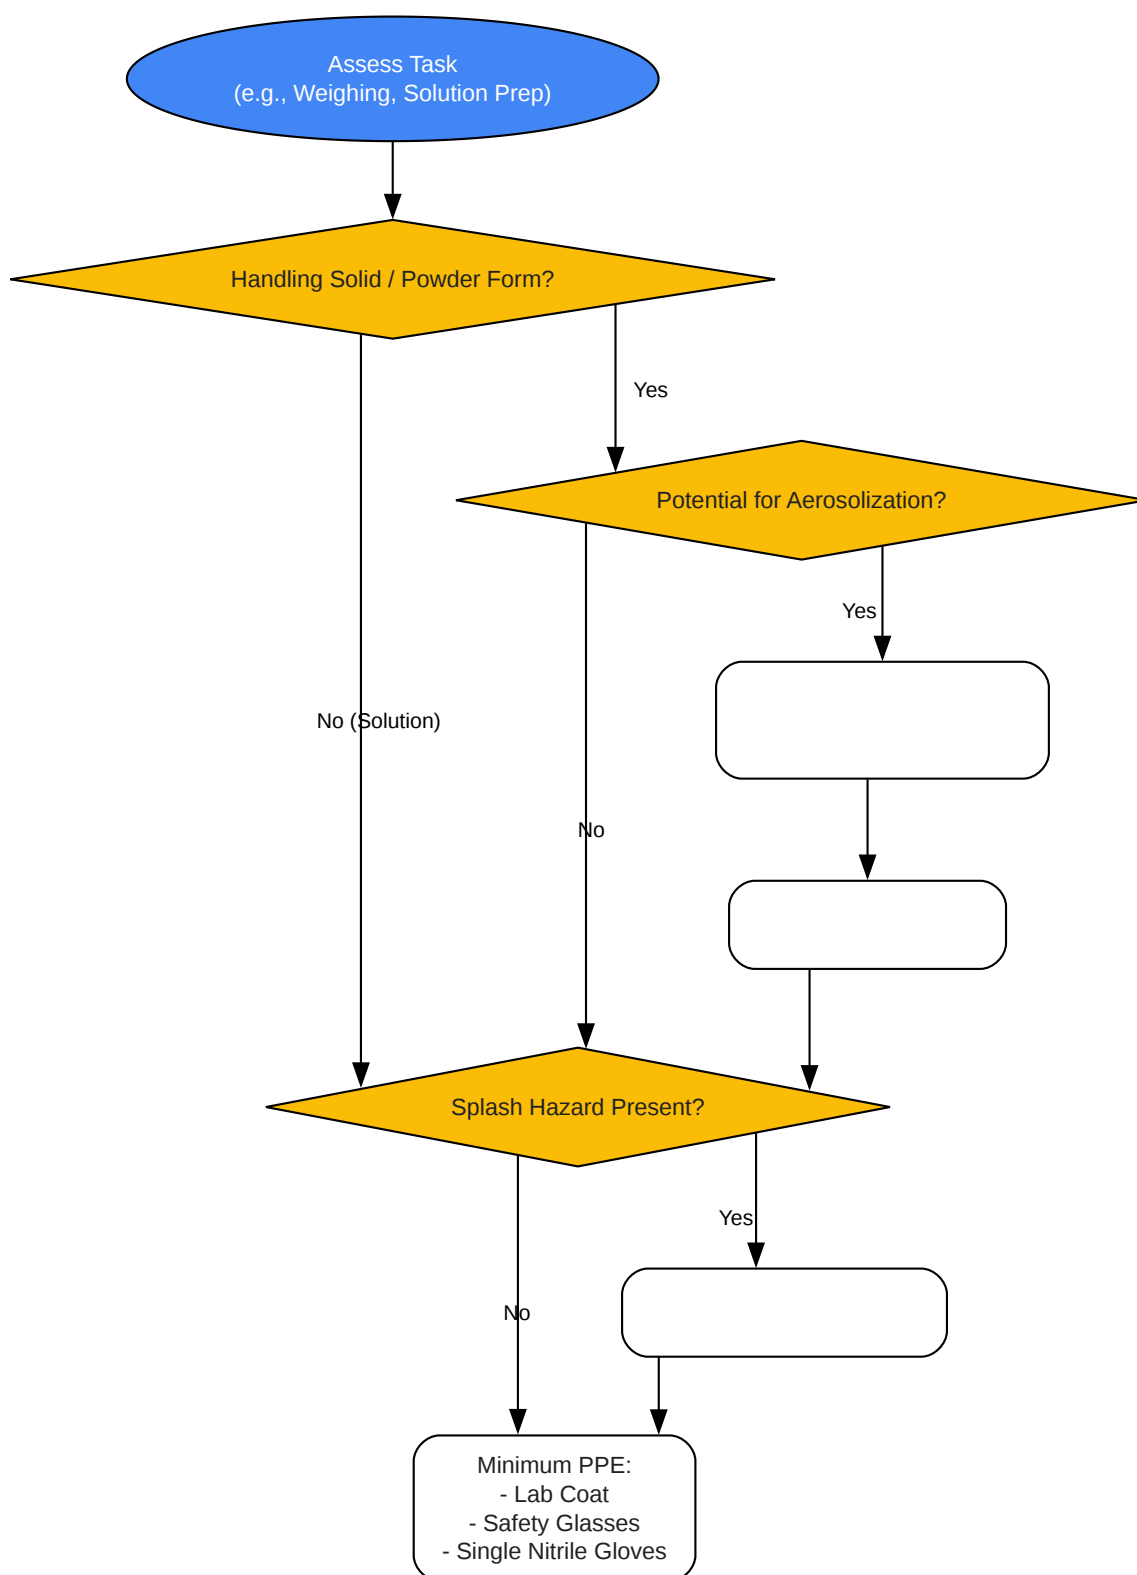 Assess Task
(e.g., Weighing, Solution Prep)
Handling Solid / Powder Form?
Yes
Potential for Aerosolization?
Yes
No (Solution)
No
Splash Hazard Present?
Yes
No
Minimum PPE:
- Lab Coat
- Safety Glasses
- Single Nitrile Gloves